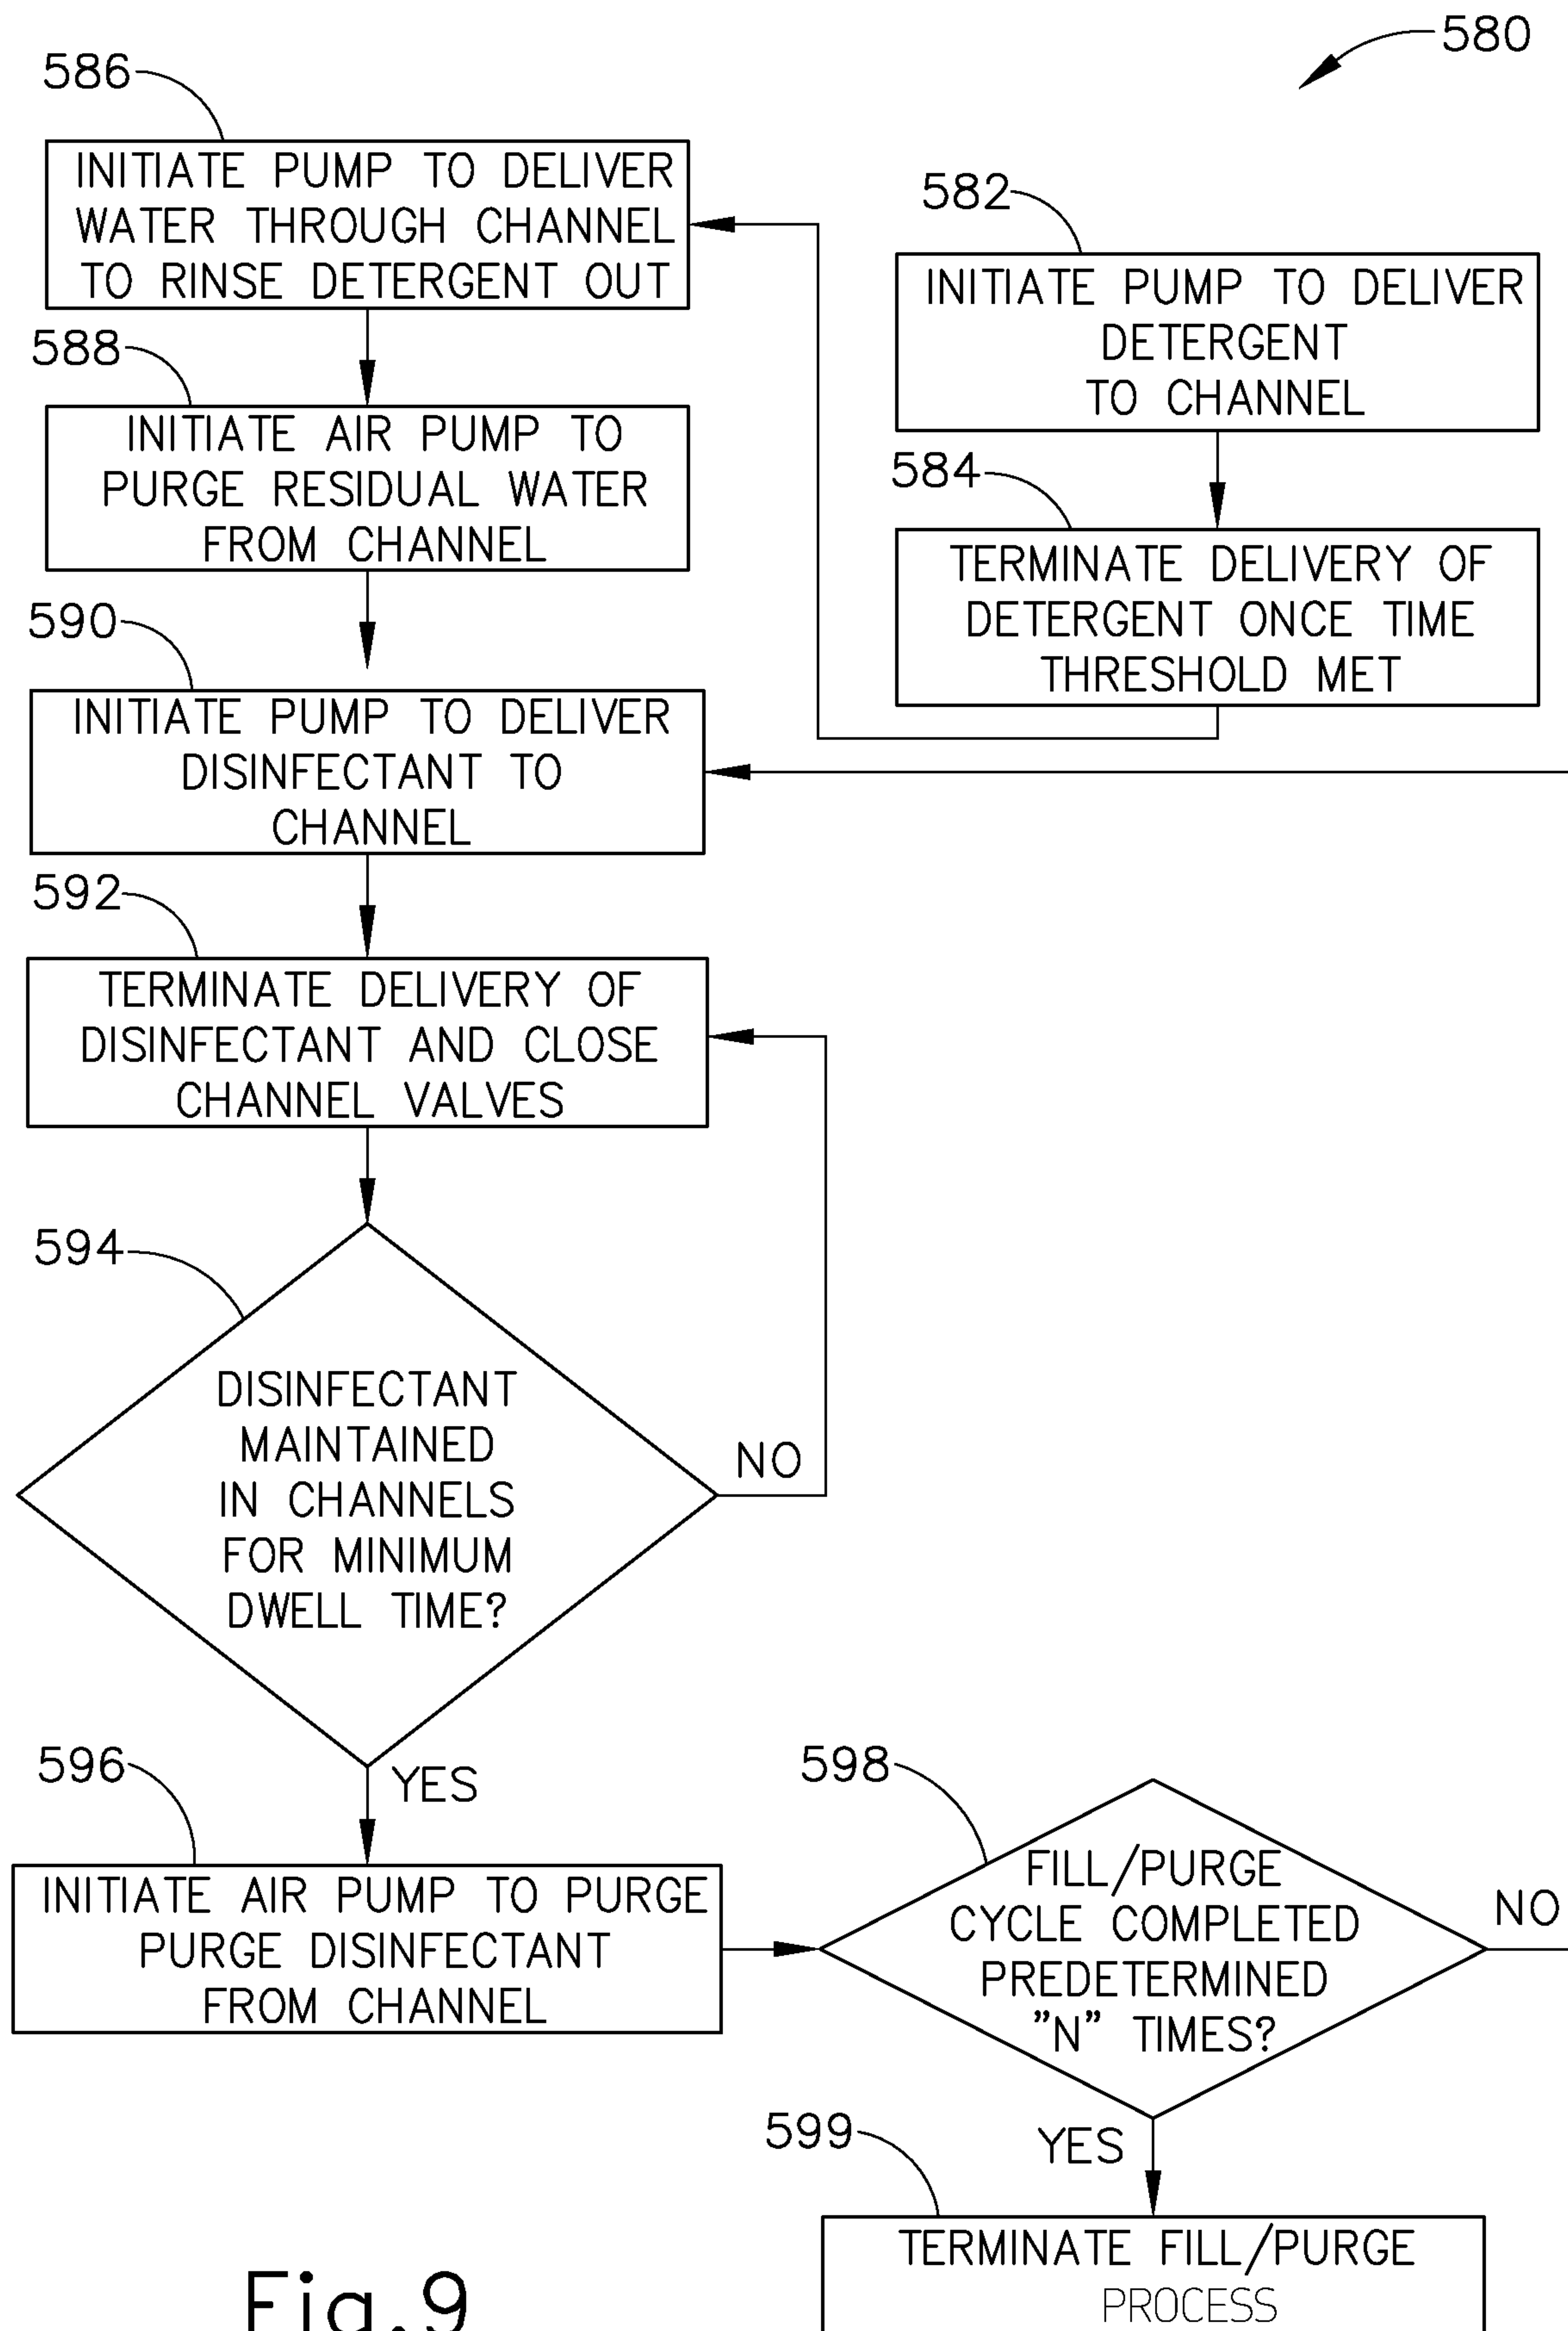 580
586
INITIATE PUMP TO DELIVER
WATER THROUGH CHANNEL
TO RINSE DETERGENT OUT
582
INITIATE PUMP TO DELIVER
DETERGENT
TO CHANNEL
588
INITIATE AIR PUMP TO
PURGE RESIDUAL WATER
FROM CHANNEL
584
TERMINATE DELIVERY OF
DETERGENT ONCE TIME
THRESHOLD MET
590
INITIATE PUMP TO DELIVER
DISINFECTANT TO
CHANNEL
592
TERMINATE DELIVERY OF
DISINFECTANT AND CLOSE
CHANNEL VALVES
594
DISINFECTANT
MAINTAINED
IN CHANNELS
FOR MINIMUM
DWELL TIME?
NO
YES
596
INITIATE AIR PUMP TO PURGE
PURGE DISINFECTANT
FROM CHANNEL
598
FILL/PURGE
CYCLE COMPLETED
PREDETERMINED
"N" TIMES?
NO
YES
599
TERMINATE FILL/PURGE
PROCESS
Fig.9